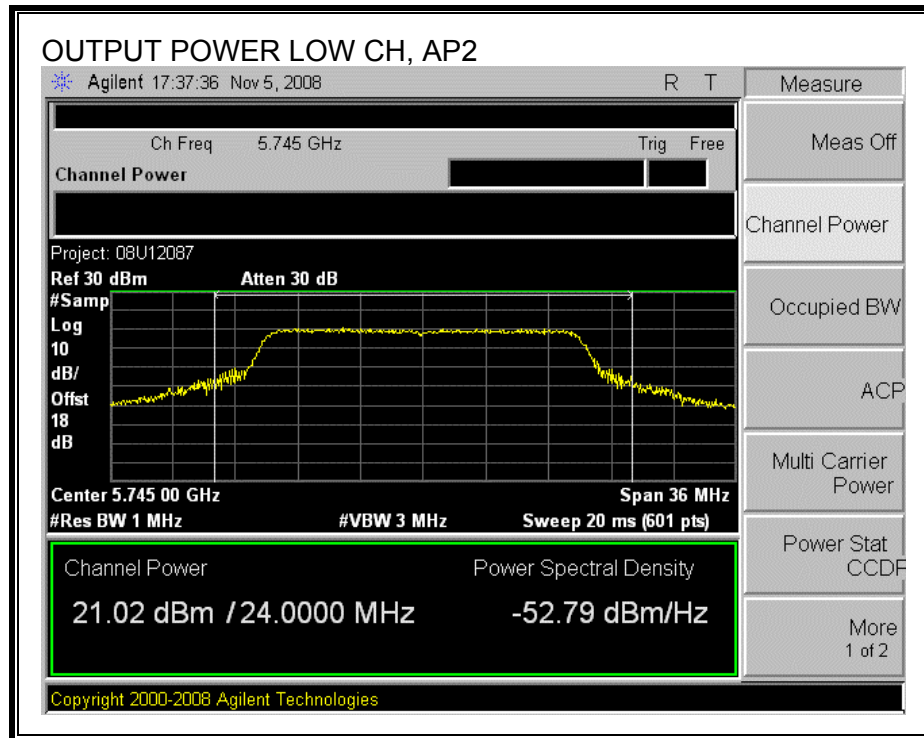 OUTPUT POWER LOW CH, AP2
Agilent 17:37:36 Nov 5, 2008 R T
Measure
Ch Freq 5.745 GHz Trig Free
Channel Power
Project: 08U12087
Ref 30 dBm Atten 30 dB
#Samp
Log
10
dB/
Offst
18
dB
Center 5.745 00 GHz Span 36 MHz
#Res BW 1 MHz #VBW 3 MHz Sweep 20 ms (601 pts)
Channel Power Power Spectral Density
21.02 dBm / 24.0000 MHz -52.79 dBm/Hz
Copyright 2000-2008 Agilent Technologies
Meas Off
Channel Power
Occupied BW
ACP
Multi Carrier
Power
Power Stat
CCDF
More
1 of 2